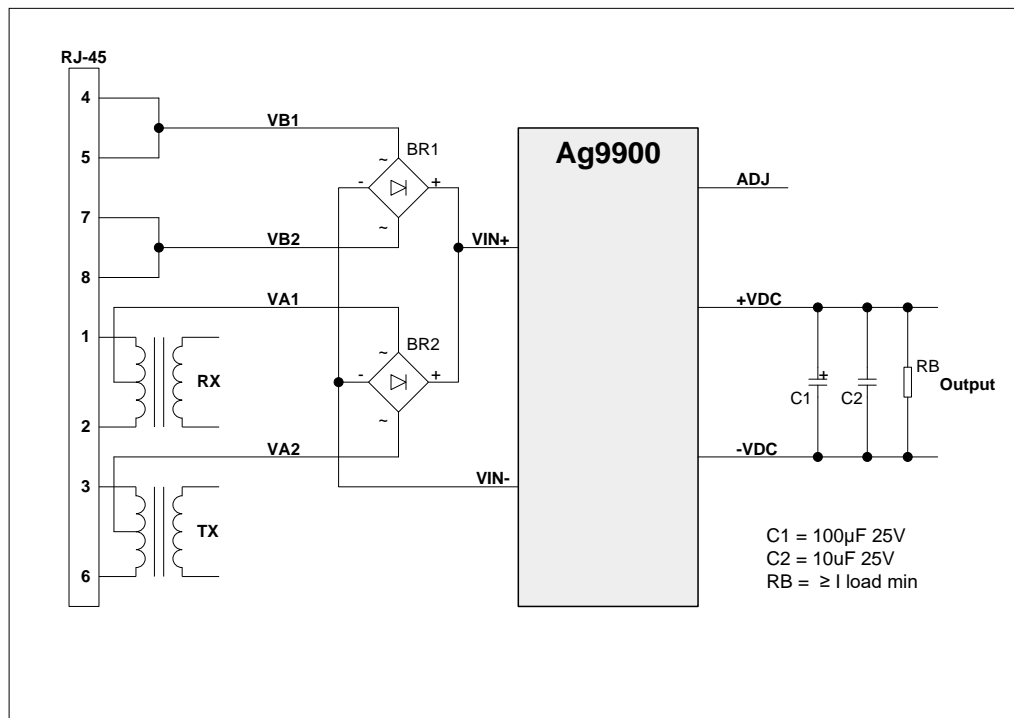 RJ-45
4
5
7
8
1
2
3
6
VB1
VB2
VA1
VA2
RX
TX
~
BR1
-
+
~
~
BR2
-
+
~
VIN+
VIN-
Ag9900
ADJ
+VDC
-VDC
+
C1
C2
RB
Output
C1 = 100µF 25V
C2 = 10uF 25V
RB = ≥ I load min